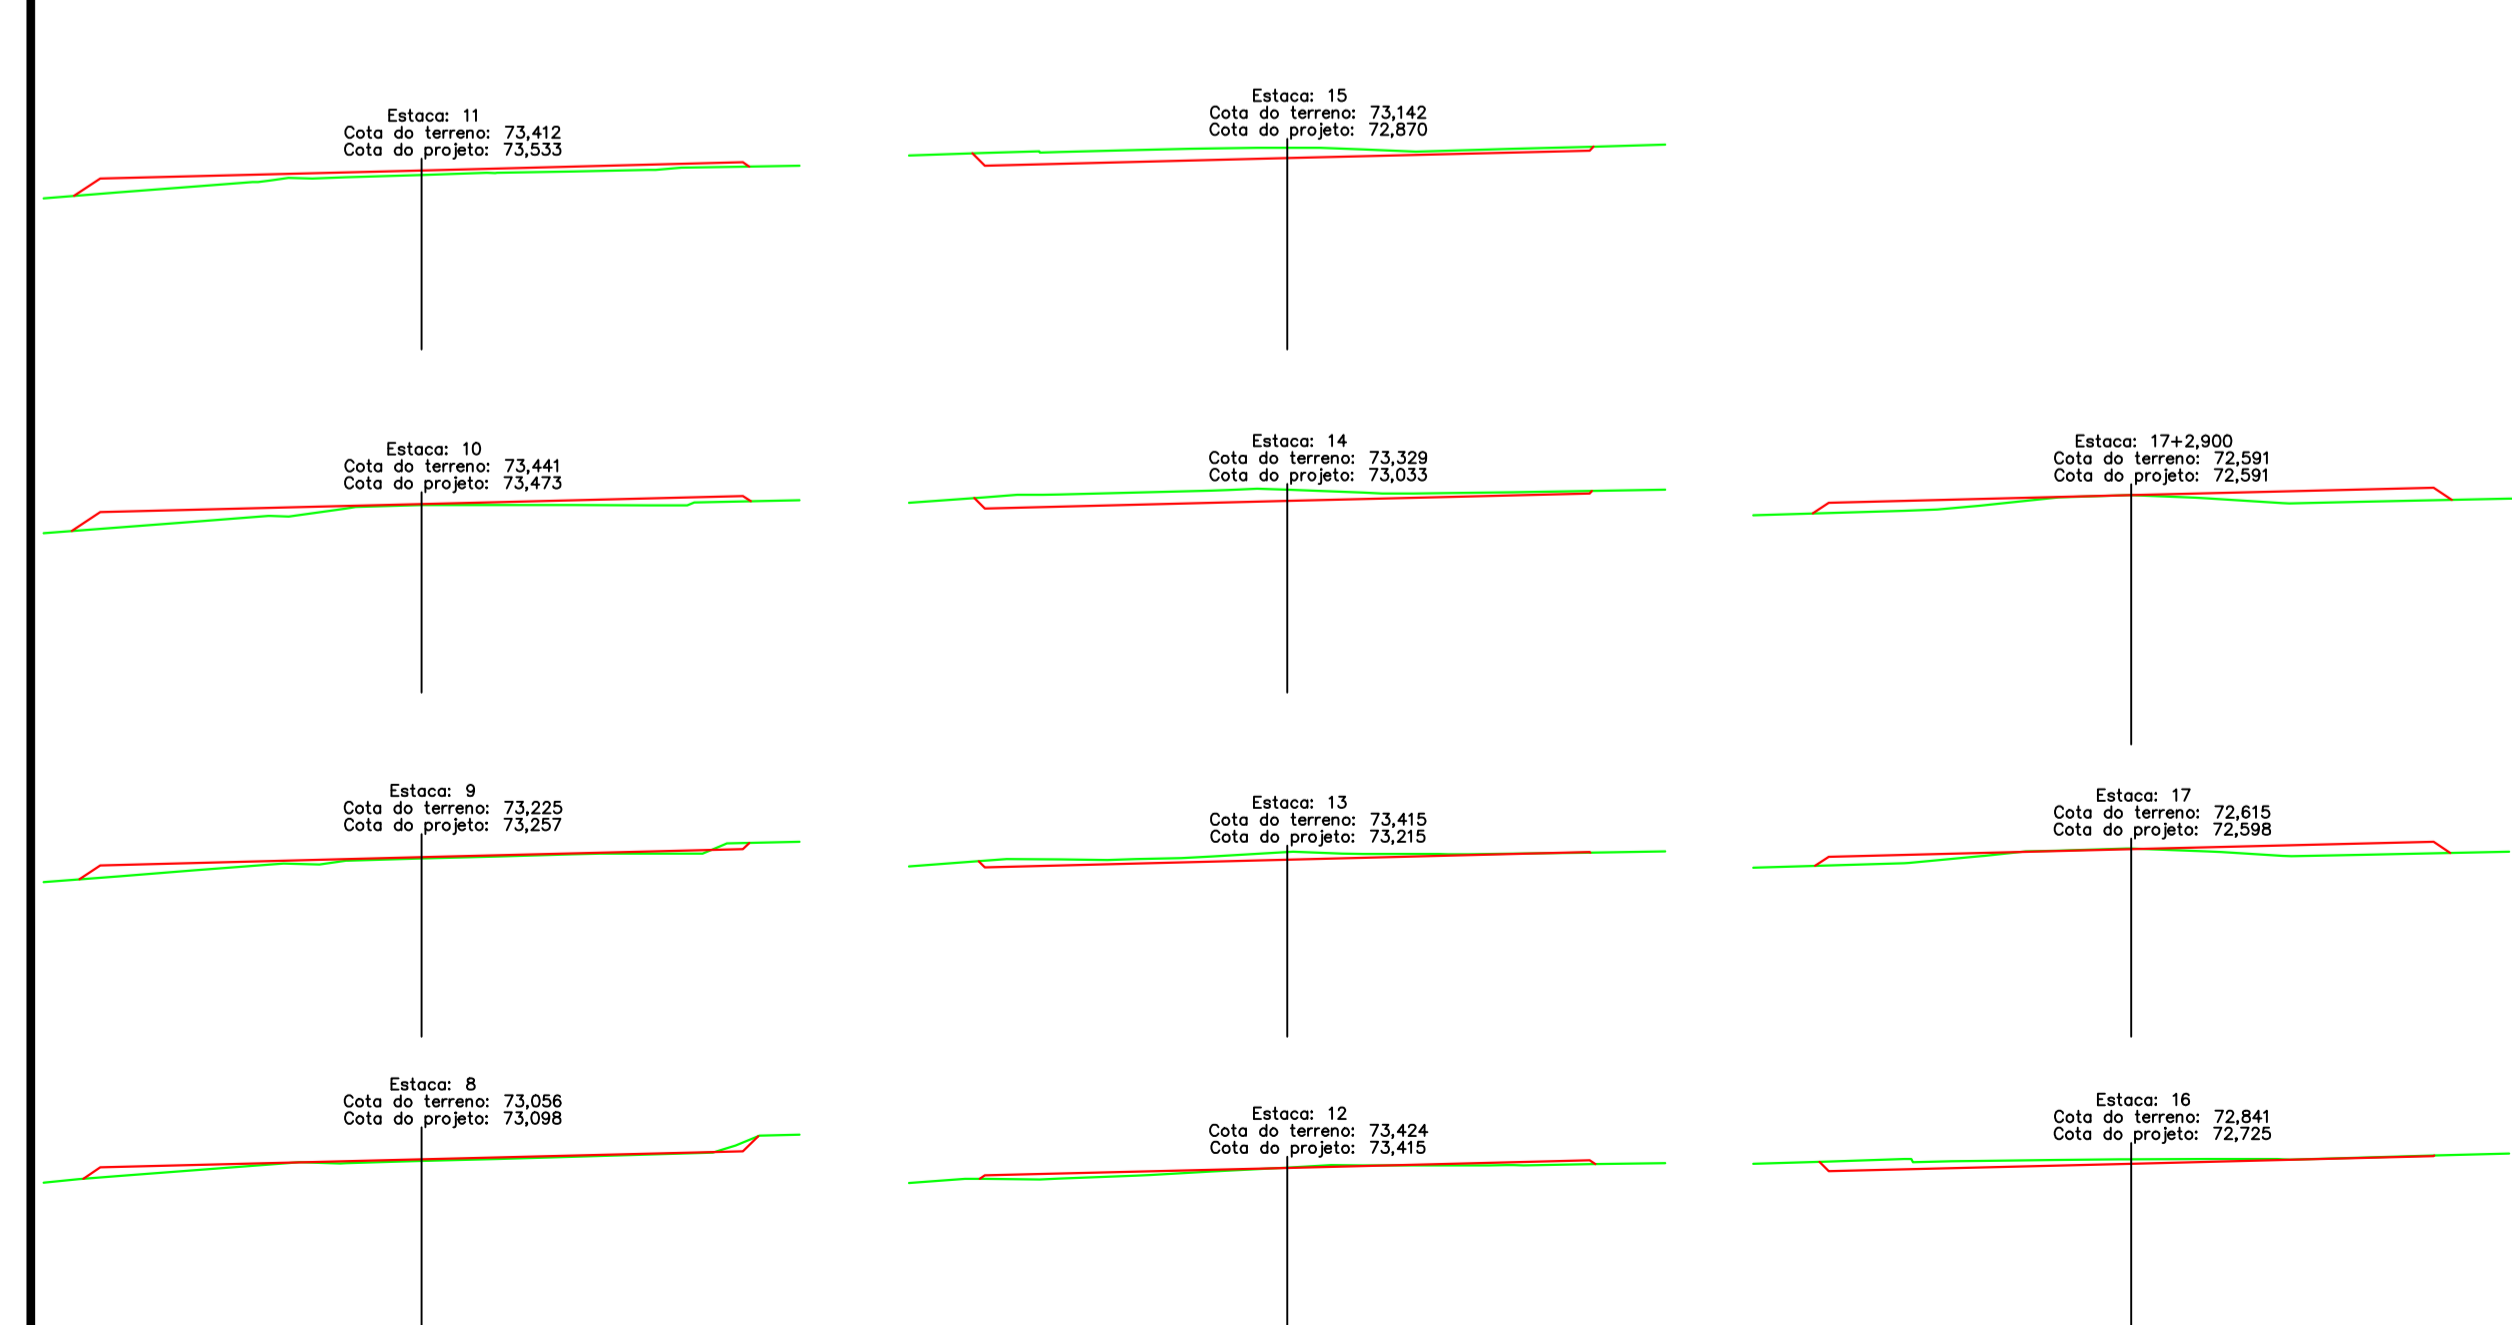 Estaca: 11
Cota do terreno: 73,412
Cota do projeto: 73,533
Estaca: 15
Cota do terreno: 73,142
Cota do projeto: 72,870
Estaca: 10
Cota do terreno: 73,441
Cota do projeto: 73,473
Estaca: 14
Cota do terreno: 73,329
Cota do projeto: 73,033
Estaca: 17+2,900
Cota do terreno: 72,591
Cota do projeto: 72,591
Estaca: 9
Cota do terreno: 73,225
Cota do projeto: 73,257
Estaca: 13
Cota do terreno: 73,415
Cota do projeto: 73,215
Estaca: 17
Cota do terreno: 72,615
Cota do projeto: 72,598
Estaca: 8
Cota do terreno: 73,056
Cota do projeto: 73,098
Estaca: 12
Cota do terreno: 73,424
Cota do projeto: 73,415
Estaca: 16
Cota do terreno: 72,841
Cota do projeto: 72,725